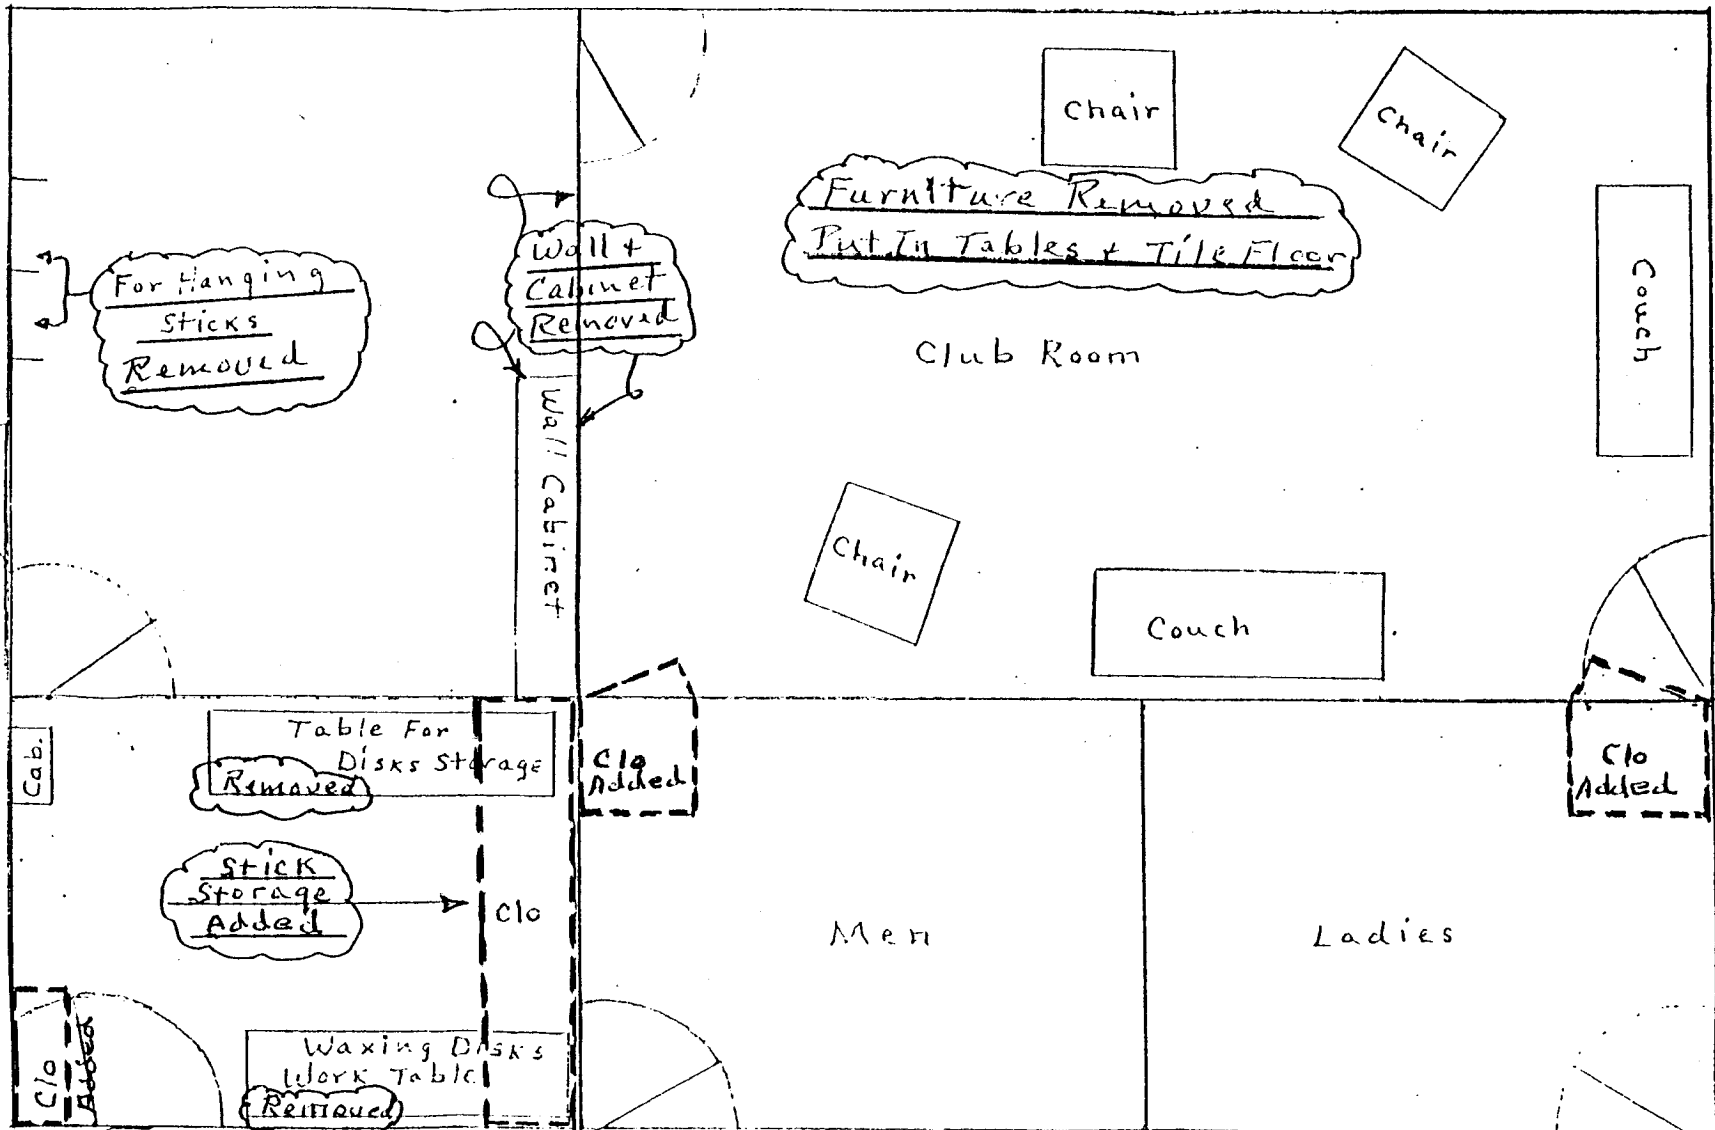 Chair
Chair
Furniture Removed
Put In Tables + Tile Floor
Wall +
Cabinet
Removed
For Hanging
Sticks
Removed
Club Room
Couch
Wall Cabinet
Chair
Couch
Cab.
Table For
Disks Storage
Removed
Clo
Added
Clo
Added
Stick
Storage
Added
Clo
Men
Ladies
Clo
Added
Waxing Disks
Work Table
Removed